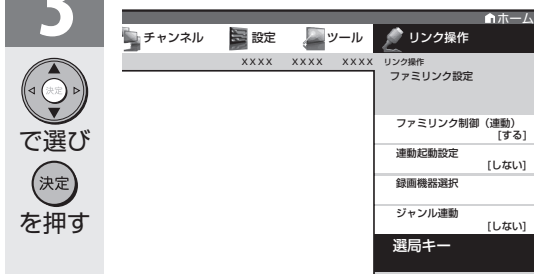 3
決定
で選び
決定
を押す
ホーム
チャンネル 設定 ツール リンク操作
XXXX XXXX XXXX リンク操作
ファミリンク設定
ファミリンク制御（連動）
[する]
連動起動設定
[しない]
録画機器選択
ジャンル連動
[しない]
選局キー